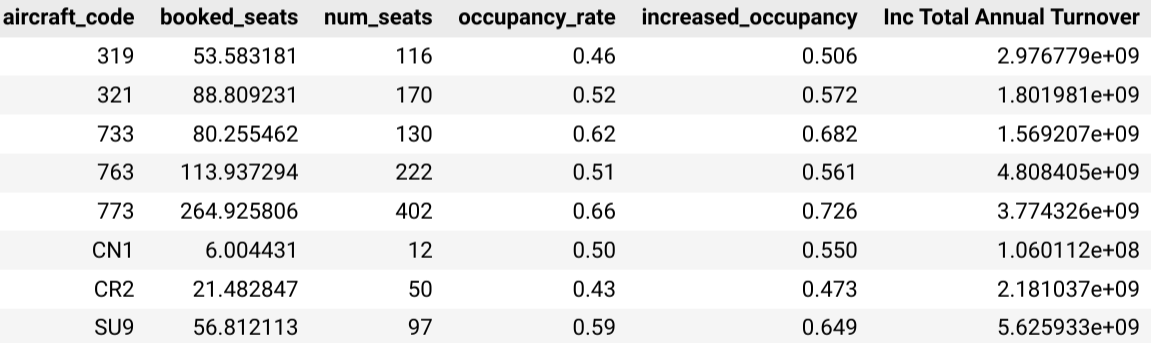 aircraft_code booked_seats num_seats occupancy_rate increased_occupancy Inc Total Annual Turnover
319 53.583181 116 0.46 0.506 2.976779e+09
321 88.809231 170 0.52 0.572 1.801981e+09
733 80.255462 130 0.62 0.682 1.569207e+09
763 113.937294 222 0.51 0.561 4.808405e+09
773 264.925806 402 0.66 0.726 3.774326e+09
CN1 6.004431 12 0.50 0.550 1.060112e+08
CR2 21.482847 50 0.43 0.473 2.181037e+09
SU9 56.812113 97 0.59 0.649 5.625933e+09